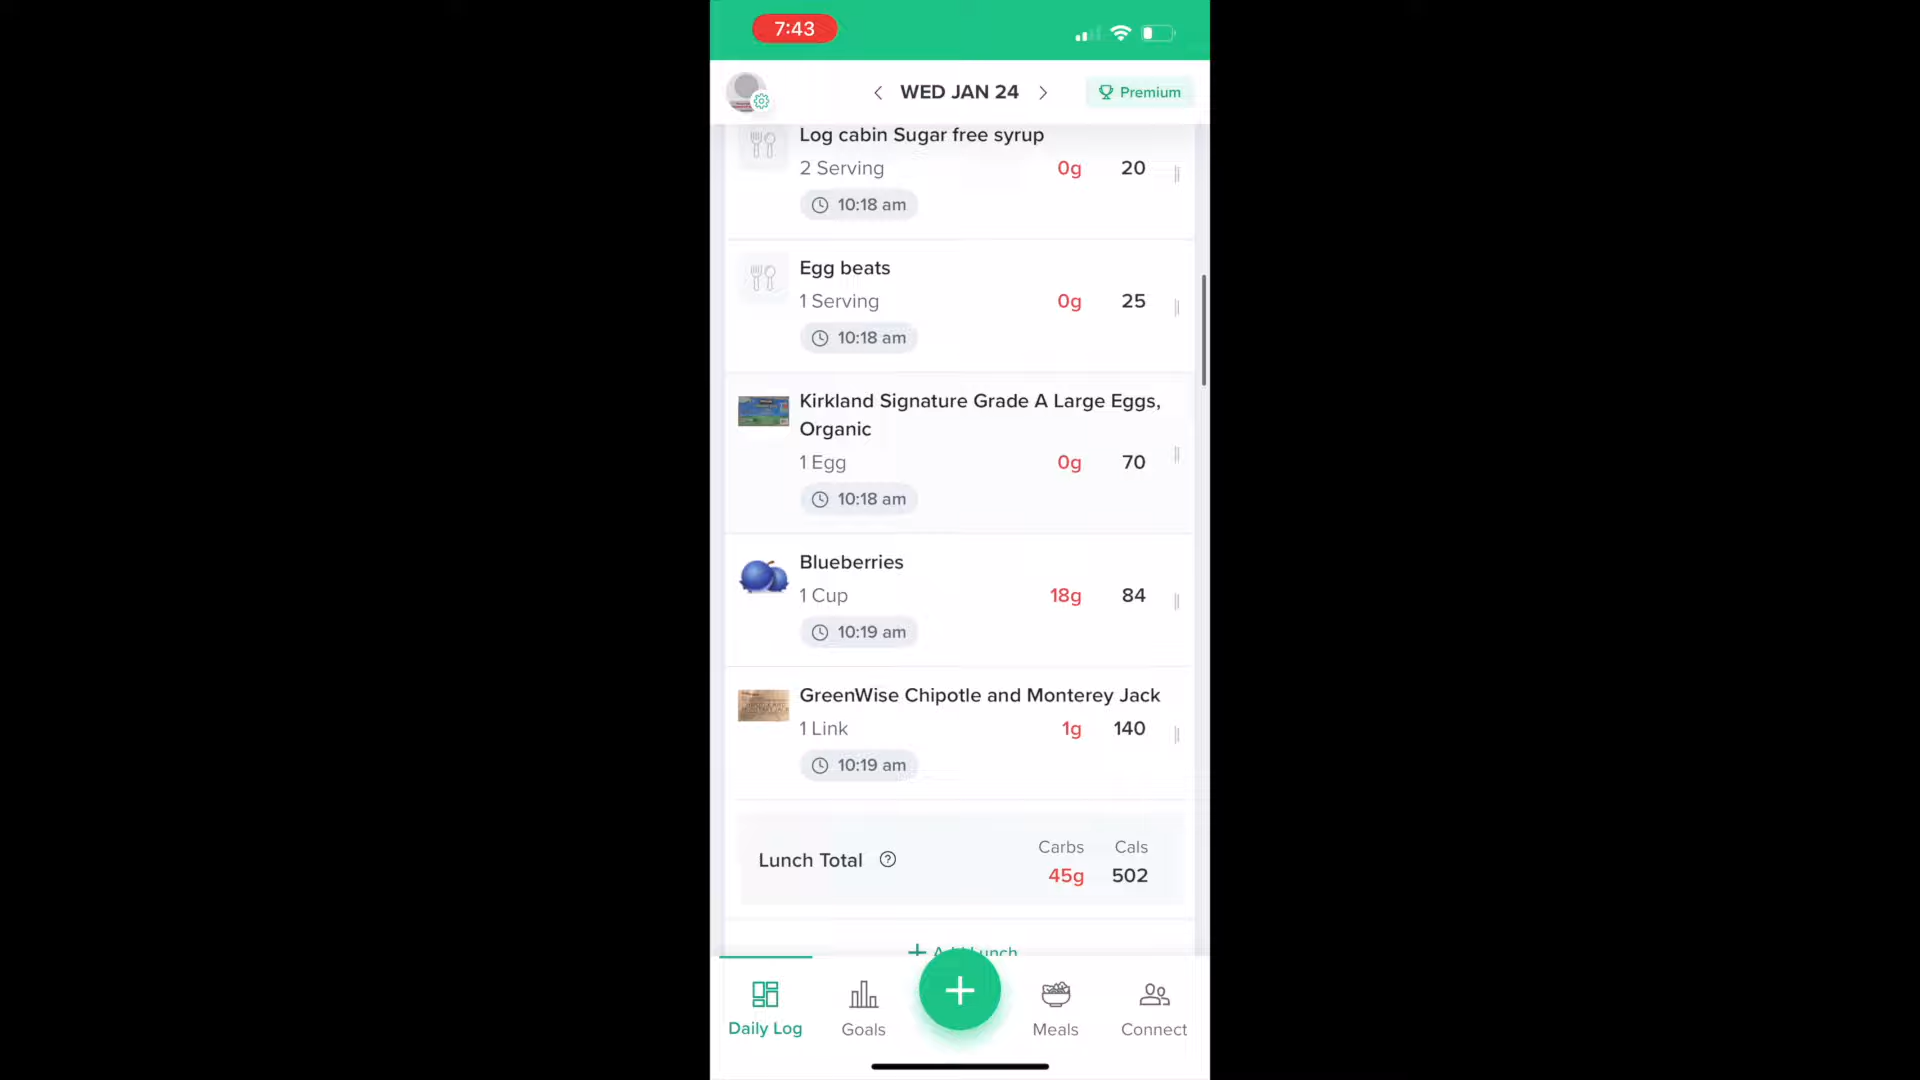 7:43
WED JAN 24
Premium
Log cabin Sugar free syrup
2 Serving 0g 20
10:18 am
Egg beats
1 Serving 0g 25
10:18 am
Kirkland Signature Grade A Large Eggs,
Organic
1 Egg 0g 70
10:18 am
Blueberries
1 Cup 18g 84
10:19 am
GreenWise Chipotle and Monterey Jack
1 Link 1g 140
10:19 am
Carbs Cals
Lunch Total
45g 502
Add Lunch
Daily Log Goals Meals Connect